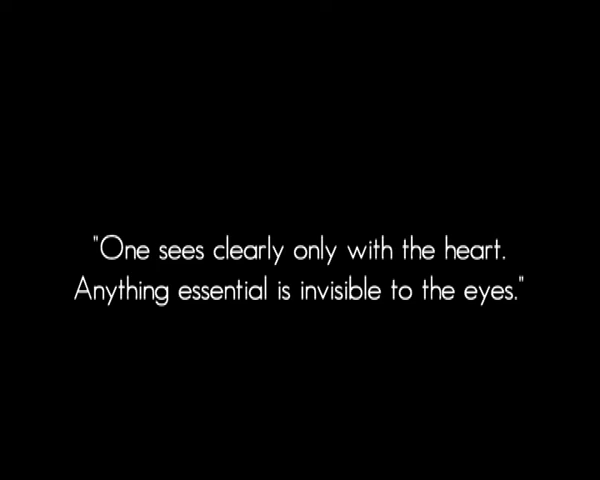 "One sees clearly only with the heart.
Anything essential is invisible to the eyes."